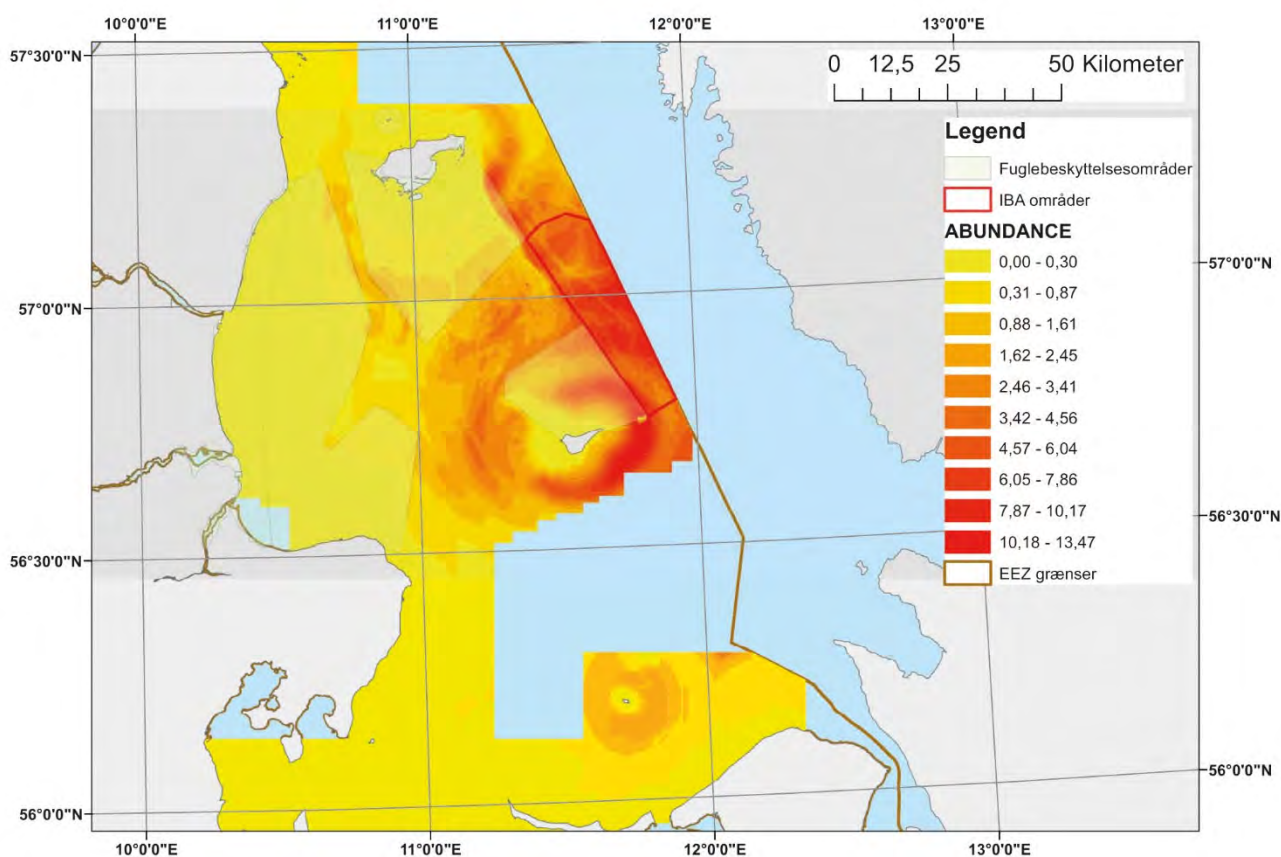 10°0'0"E 11°0'0"E 12°0'0"E 13°0'0"E
57°30'0"N
0 12,5 25 50 Kilometer
Legend
Fuglebeskyttelsesområder
IBA områder
ABUNDANCE
0,00 - 0,30
0,31 - 0,87
0,88 - 1,61
1,62 - 2,45
2,46 - 3,41
3,42 - 4,56
4,57 - 6,04
6,05 - 7,86
7,87 - 10,17
10,18 - 13,47
EEZ grænser
57°0'0"N
57°0'0"N
56°30'0"N
56°30'0"N
56°0'0"N
56°0'0"N
10°0'0"E 11°0'0"E 12°0'0"E 13°0'0"E